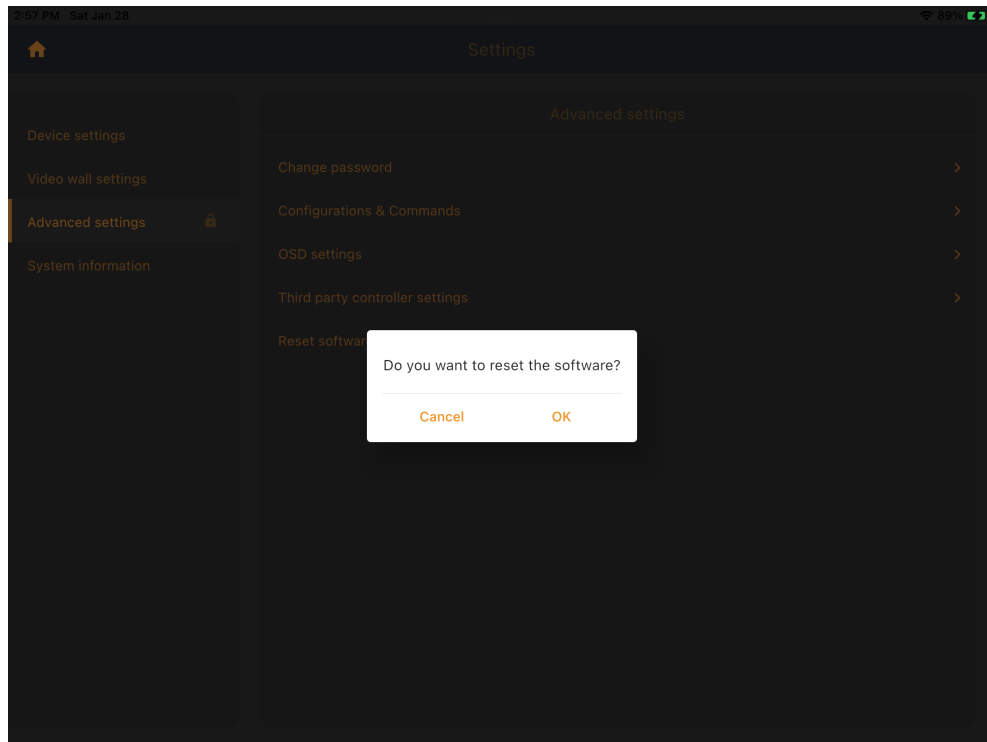 2:57 PM Sat Jan 28
89%
Settings
Device settings
Video wall settings
Advanced settings
System information
Advanced settings
Change password
Configurations & Commands
OSD settings
Third party controller settings
Reset softwar
Do you want to reset the software?
Cancel
OK